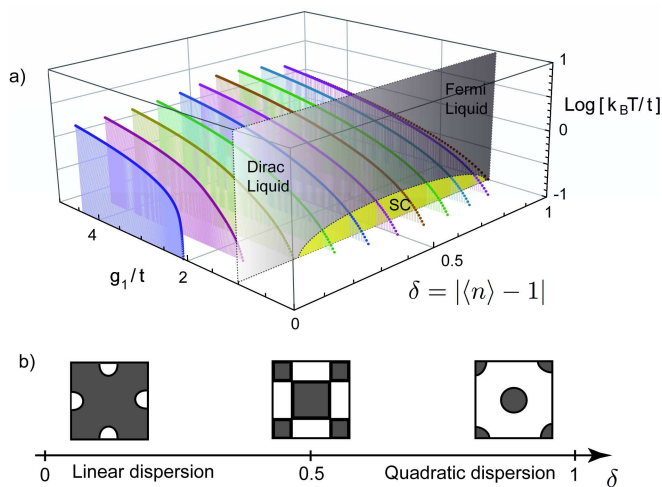 a)
Fermi
Liquid
Dirac
Liquid
SC
1
0
-1
Log [k_BT/t]
4
2
0
0.5
1
g_1/t
δ = |⟨n⟩ − 1|
b)
0
0.5
1
δ
Linear dispersion
Quadratic dispersion